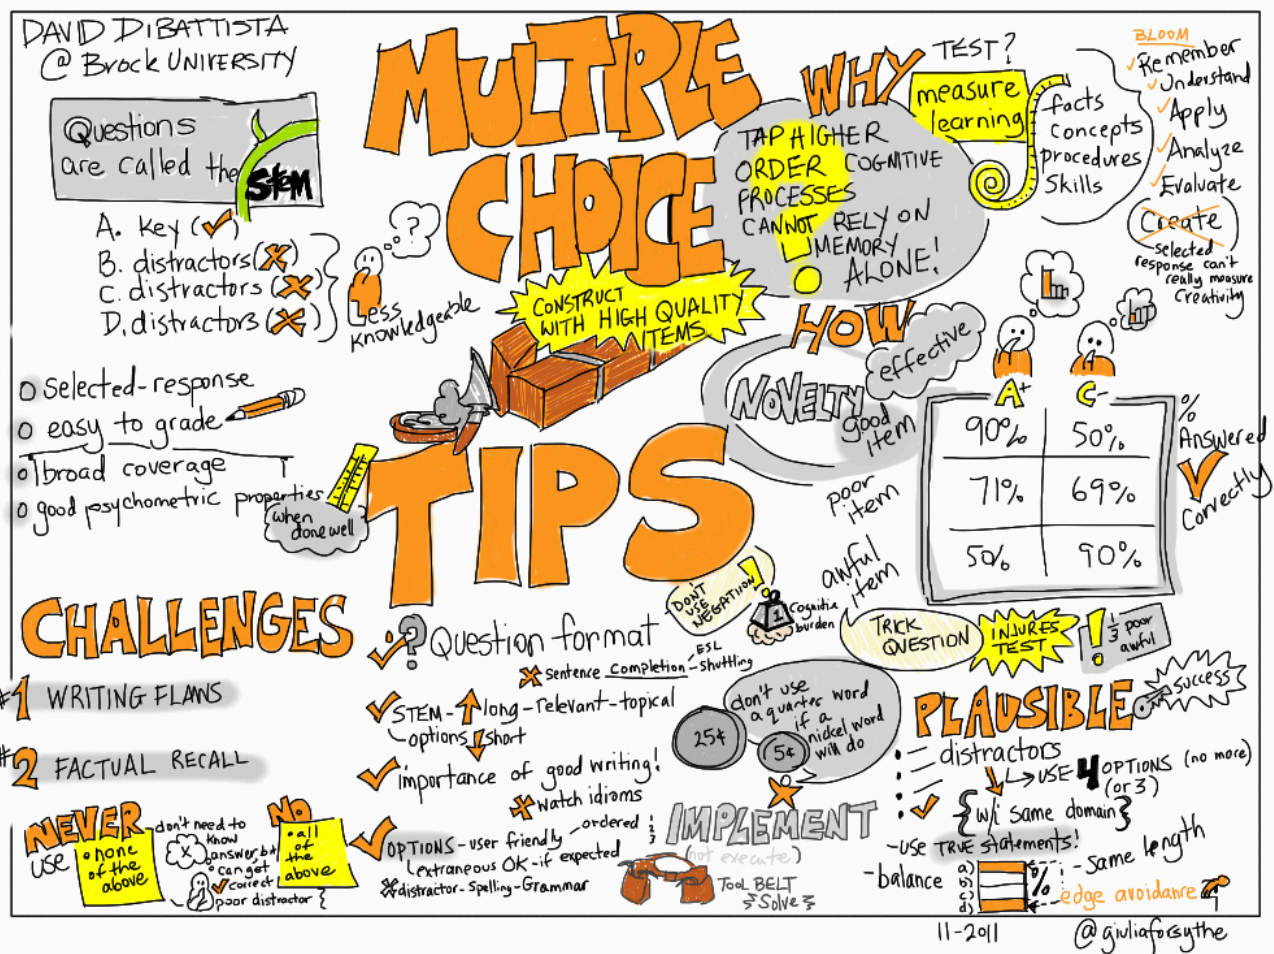 DAVID DIBATTISTA
@ BROCK UNIVERSITY
Questions
are called the
STEM
A. key
B. distractors
C. distractors
D. distractors
?
Less
knowledgeable
selected-response
easy to grade
broad coverage
good psychometric properties
when
done well
MULTIPLE
CHOICE
TIPS
CONSTRUCT
WITH HIGH QUALITY
ITEMS
WHY
TEST?
measure
learning
facts
concepts
procedures
skills
TAP HIGHER
ORDER COGNITIVE
PROCESSES
CANNOT RELY ON
MEMORY
ALONE!
!
BLOOM
Remember
Understand
Apply
Analyze
Evaluate
Create
selected
response can't
really measure
creativity
HOW
effective
NOVELTY
good
item
poor
item
awful
item
A+ C-
90% 50%
71% 69%
50% 90%
%
Answered
Correctly
TRICK
QUESTION
INJURES
TEST
!
1/3 poor
awful
CHALLENGES
#1 WRITING FLAWS
#2 FACTUAL RECALL
NEVER
use
• none
of the
above
don't need to
know
answer but
can get
correct
poor distractor
NO
• all
of the
above
? Question format
DON'T
USE
NEGATION
!
1
Cognitive
burden
sentence completion - ESL
- shuttling
STEM - long - relevant - topical
options short
importance of good writing!
watch idioms
OPTIONS - user friendly - ordered
extraneous OK - if expected
distractor - Spelling - Grammar
don't use
a quarter word
if a
nickel word
will do
25¢
5¢
IMPLEMENT
(not execute)
TOOL BELT
Solve
PLAUSIBLE
success
distractors
USE 4 OPTIONS (no more)
(or 3)
{w/ same domain}
- use TRUE statements!
- balance
a)
b)
c)
d)
%
- same length
edge avoidance
11-2011
@giuliaforsythe